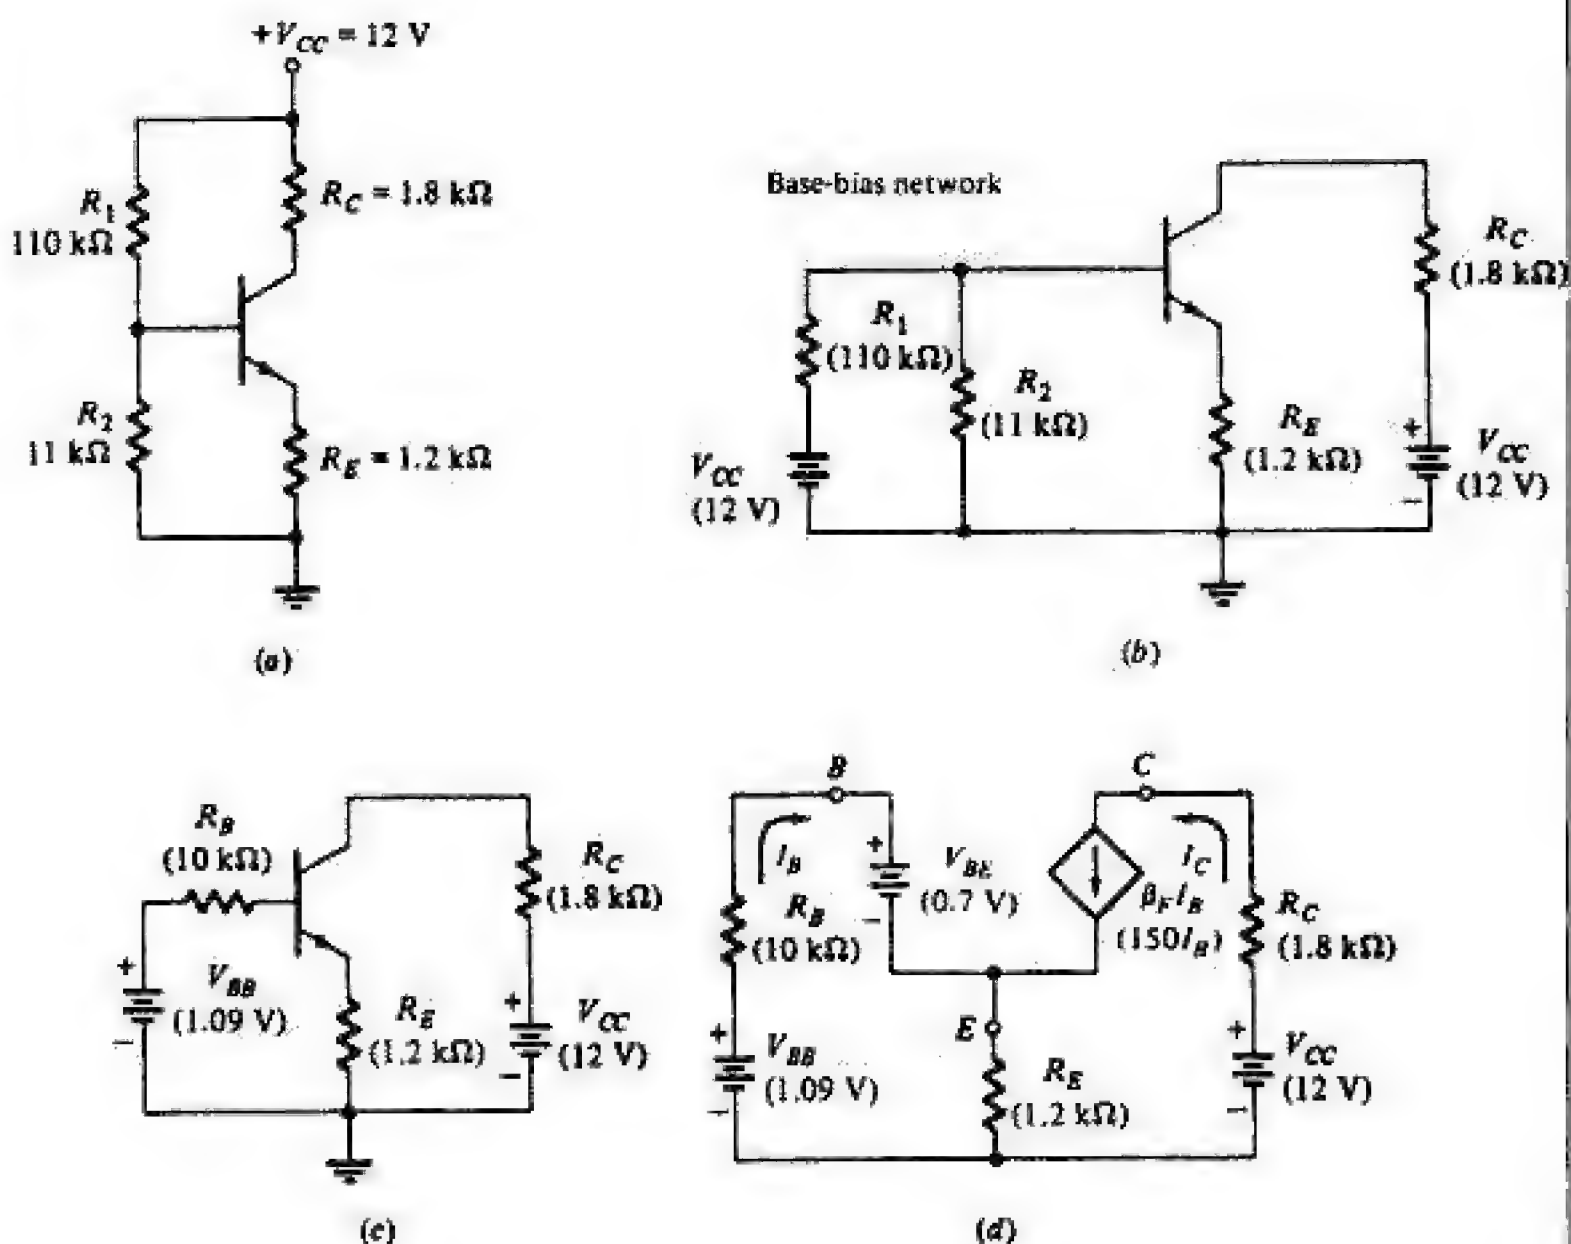 +V_CC = 12 V
R_1
110 kΩ
R_C = 1.8 kΩ
R_2
11 kΩ
R_E = 1.2 kΩ
(a)
Base-bias network
R_1
(110 kΩ)
R_2
(11 kΩ)
V_CC
(12 V)
R_E
(1.2 kΩ)
R_C
(1.8 kΩ)
+
V_CC
(12 V)
−
(b)
R_B
(10 kΩ)
+
V_BB
(1.09 V)
−
R_E
(1.2 kΩ)
R_C
(1.8 kΩ)
+
V_CC
(12 V)
−
(c)
B
C
I_B
R_B
(10 kΩ)
+
V_BE
(0.7 V)
−
β_F I_B
(150I_B)
I_C
R_C
(1.8 kΩ)
+
V_BB
(1.09 V)
−
E
R_E
(1.2 kΩ)
+
V_CC
(12 V)
−
(d)